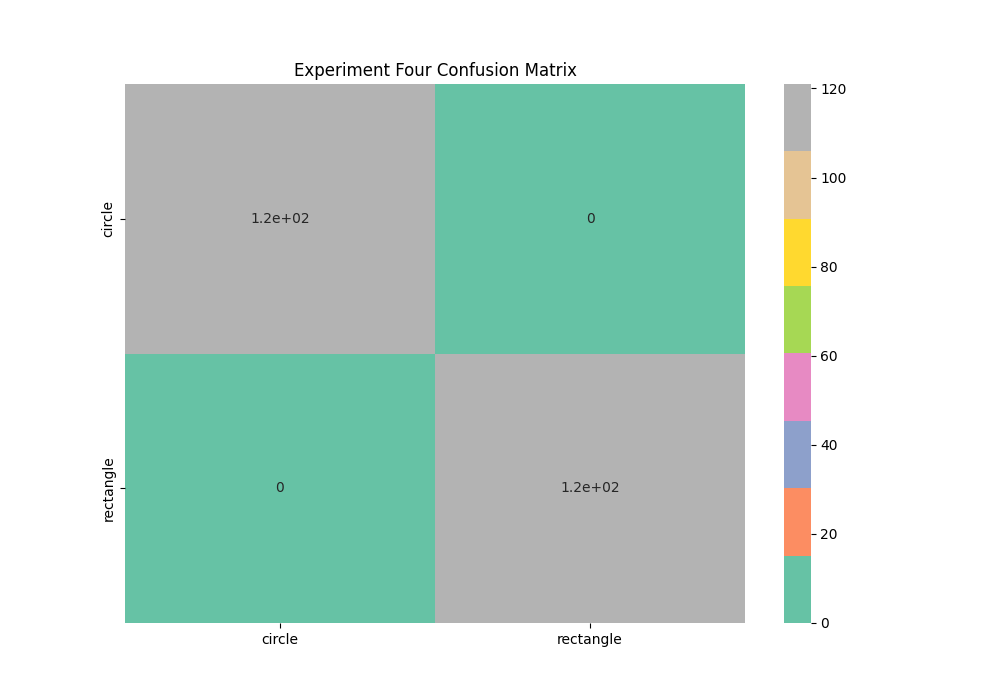 Experiment Four Confusion Matrix
circle
1.2e+02
0
rectangle
0
1.2e+02
circle
rectangle
120
100
80
60
40
20
0